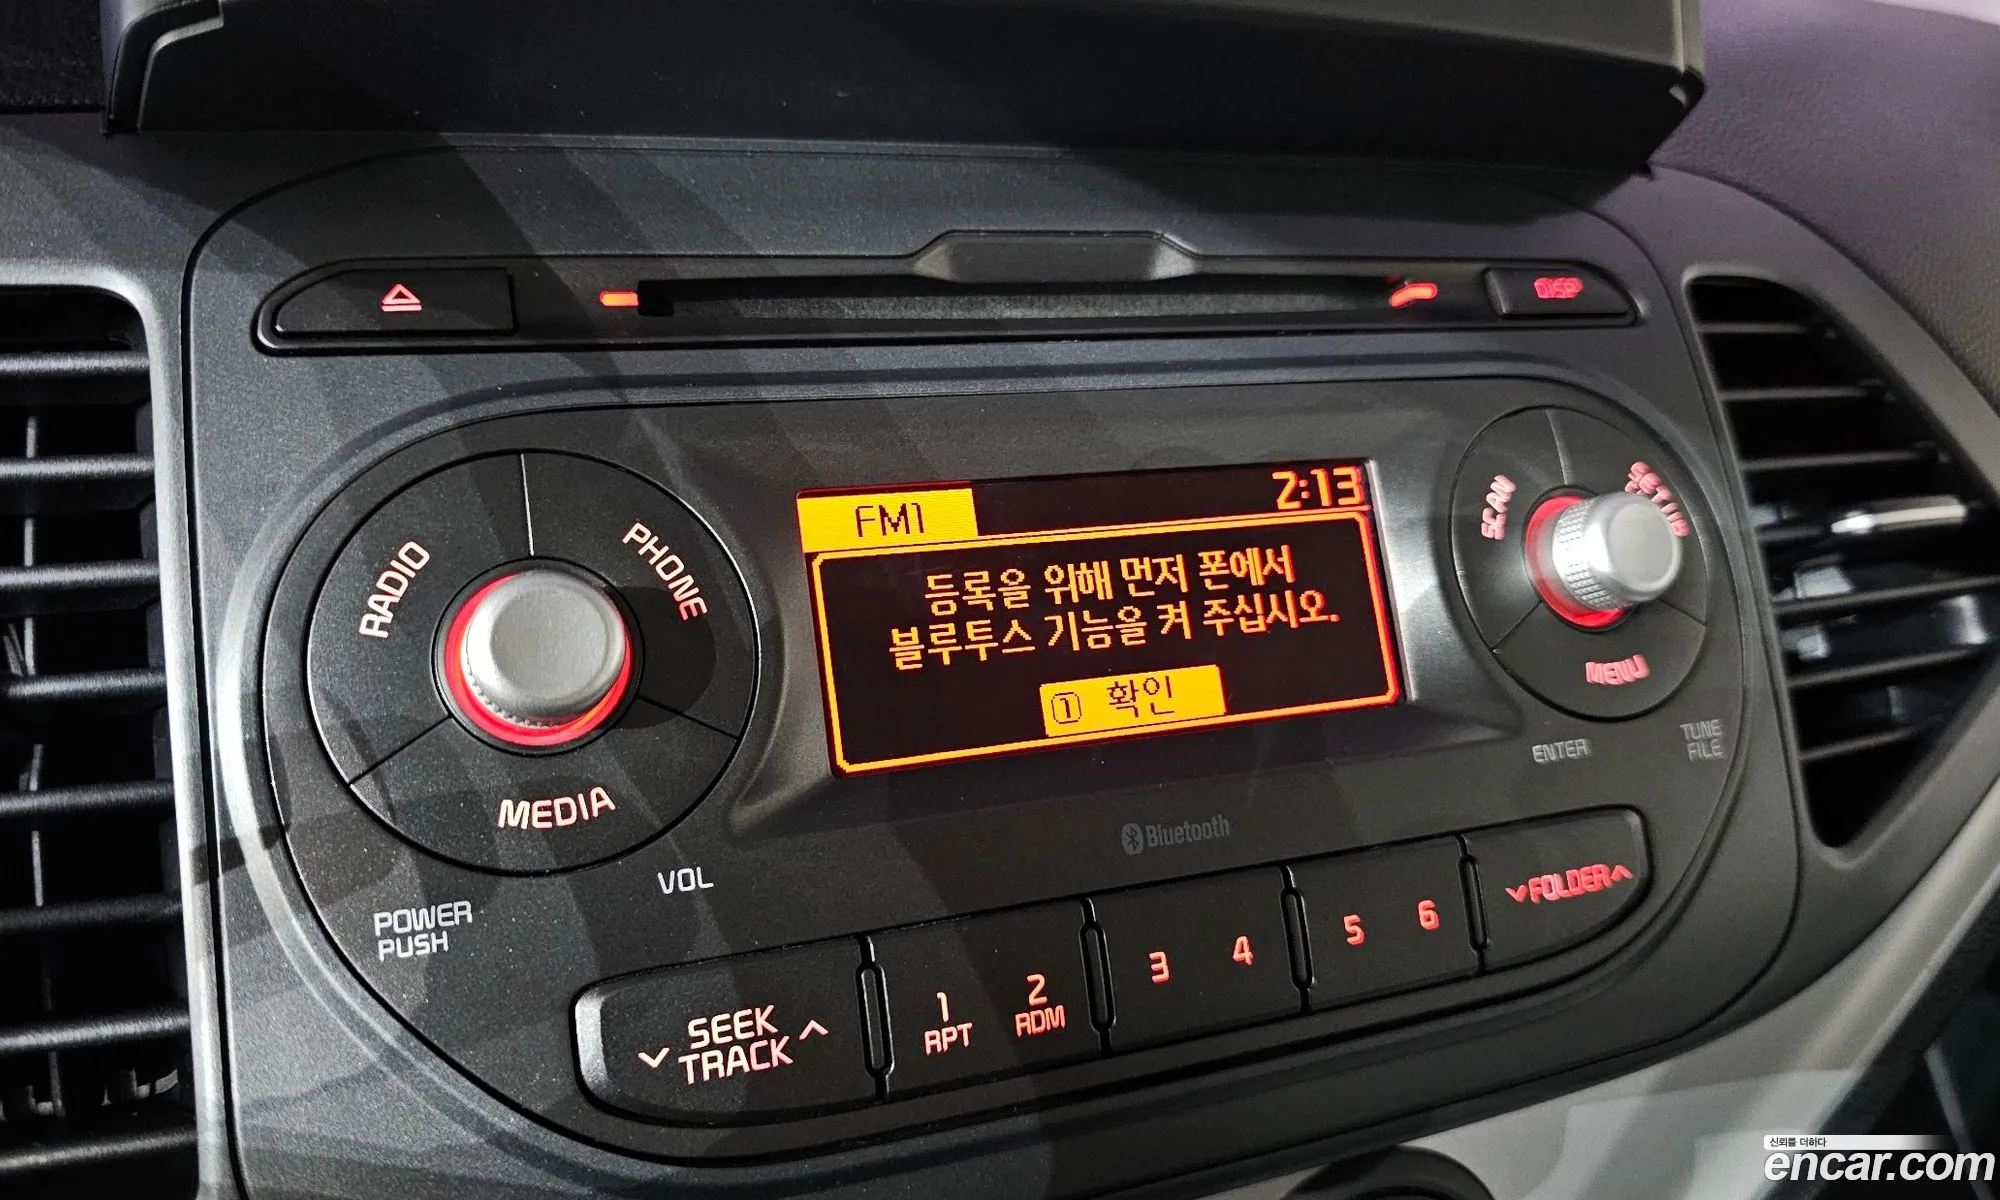 DISP
FM1
2:13
등록을 위해 먼저 폰에서
블루투스 기능을 켜 주십시오.
① 확인
RADIO
PHONE
MEDIA
SCAN
SETUP
MENU
POWER
PUSH
VOL
Bluetooth
ENTER
TUNE
FILE
SEEK
TRACK
1
RPT
2
RDM
3
4
5
6
FOLDER
신뢰를 더하다
encar.com